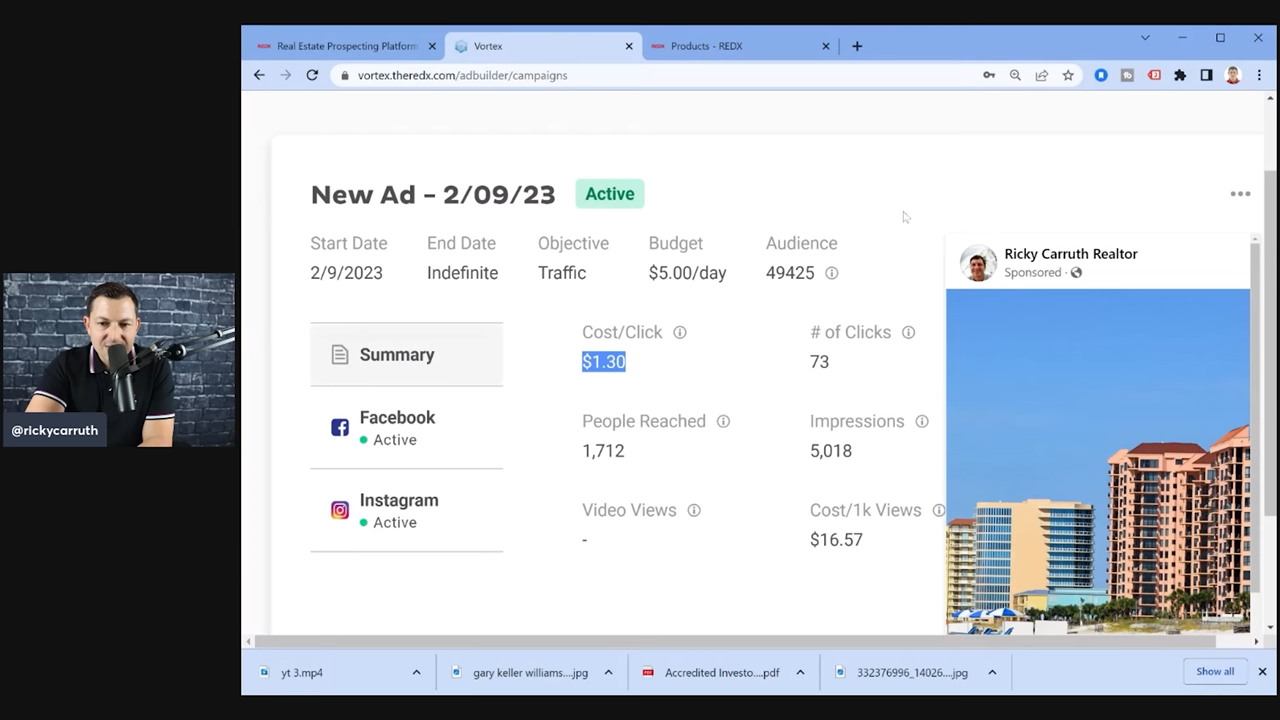 Real Estate Prospecting Platform
Vortex
Products - REDX
vortex.theredx.com/adbuilder/campaigns
New Ad – 2/09/23
Active
Start Date
End Date
Objective
Budget
Audience
2/9/2023
Indefinite
Traffic
$5.00/day
49425
Ricky Carruth Realtor
Sponsored ·
Summary
Cost/Click
# of Clicks
$1.30
73
Facebook
Active
People Reached
Impressions
1,712
5,018
Instagram
Active
Video Views
Cost/1k Views
-
$16.57
@rickycarruth
yt 3.mp4
gary keller williams....jpg
Accredited Investo....pdf
332376996_14026...jpg
Show all